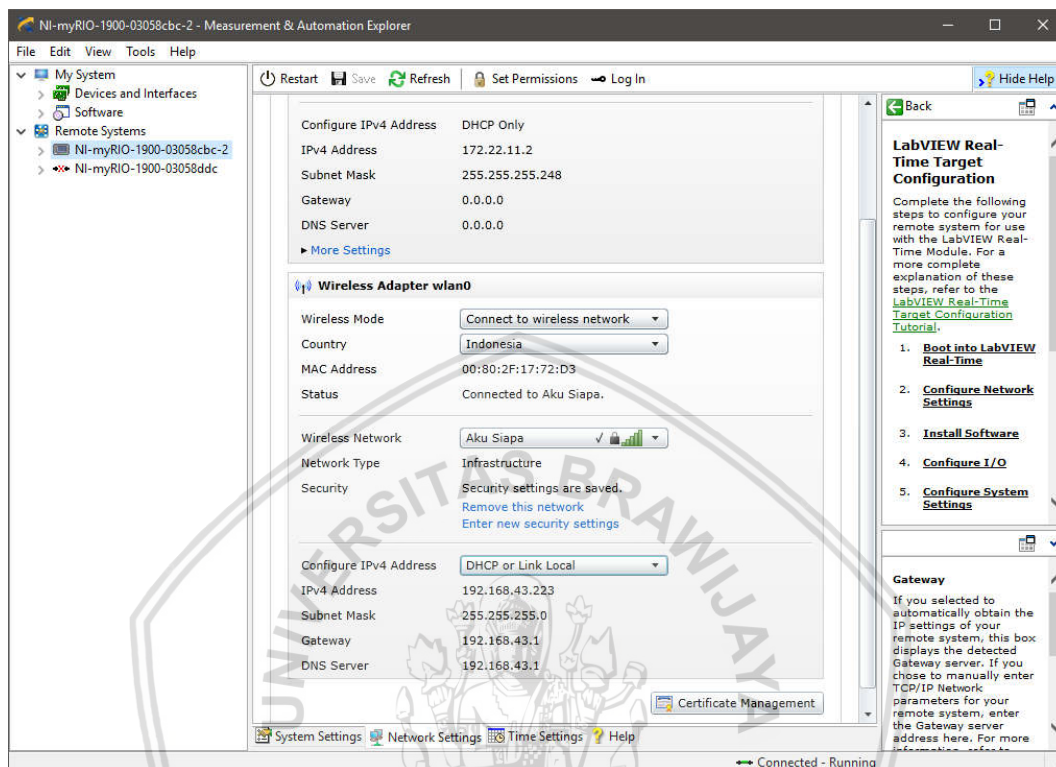 NI-myRIO-1900-03058cbc-2 - Measurement & Automation Explorer
File Edit View Tools Help
My System
Devices and Interfaces
Software
Remote Systems
NI-myRIO-1900-03058cbc-2
NI-myRIO-1900-03058ddc
Restart Save Refresh Set Permissions Log In Hide Help
Configure IPv4 Address DHCP Only
IPv4 Address 172.22.11.2
Subnet Mask 255.255.255.248
Gateway 0.0.0.0
DNS Server 0.0.0.0
More Settings
Wireless Adapter wlan0
Wireless Mode Connect to wireless network
Country Indonesia
MAC Address 00:80:2F:17:72:D3
Status Connected to Aku Siapa.
Wireless Network Aku Siapa
Network Type Infrastructure
Security Security settings are saved.
Remove this network
Enter new security settings
Configure IPv4 Address DHCP or Link Local
IPv4 Address 192.168.43.223
Subnet Mask 255.255.255.0
Gateway 192.168.43.1
DNS Server 192.168.43.1
Certificate Management
System Settings Network Settings Time Settings Help
Back
LabVIEW Real-
Time Target
Configuration
Complete the following
steps to configure your
remote system for use
with the LabVIEW Real-
Time Module. For a
more complete
explanation of these
steps, refer to the
LabVIEW Real-Time
Target Configuration
Tutorial.
1. Boot into LabVIEW
Real-Time
2. Configure Network
Settings
3. Install Software
4. Configure I/O
5. Configure System
Settings
Gateway
If you selected to
automatically obtain the
IP settings of your
remote system, this box
displays the detected
Gateway server. If you
chose to manually enter
TCP/IP Network
parameters for your
remote system, enter
the Gateway server
address here. For more
Connected - Running
UNIVERSITAS BRAWIJAYA